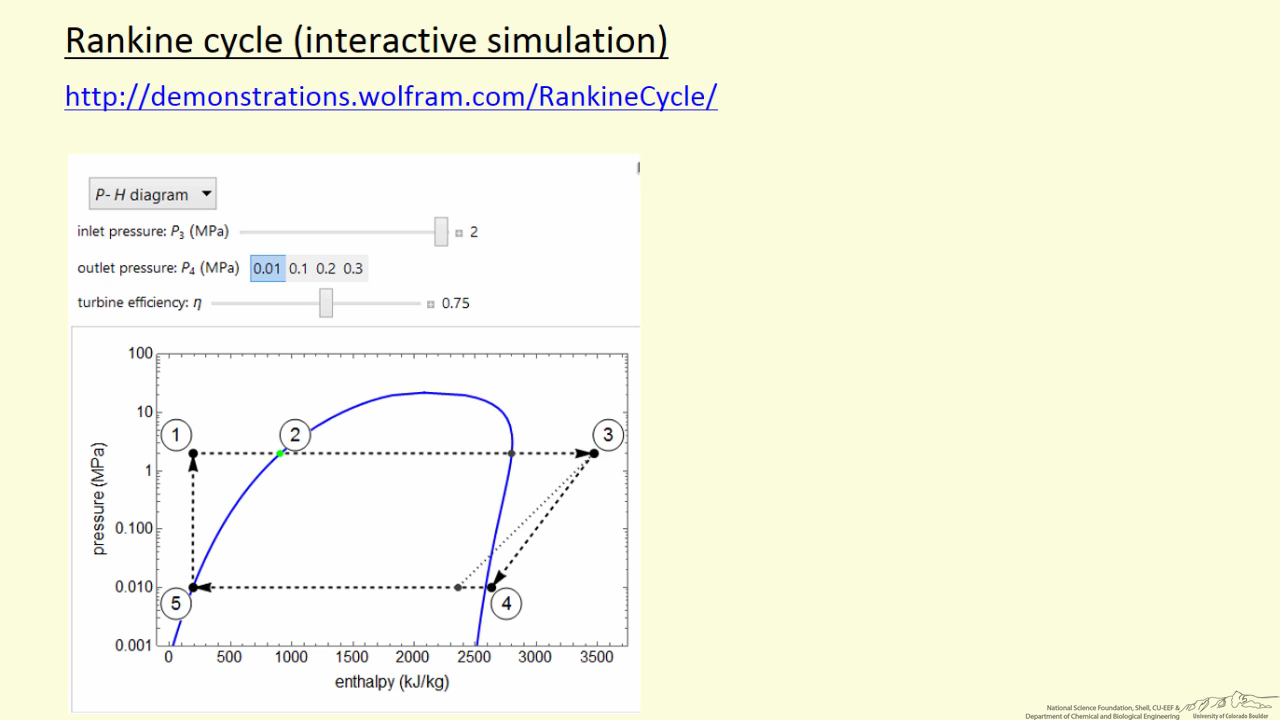 Rankine cycle (interactive simulation)
http://demonstrations.wolfram.com/RankineCycle/
P- H diagram
inlet pressure: P₃ (MPa) 2
outlet pressure: P₄ (MPa) 0.01 0.1 0.2 0.3
turbine efficiency: η 0.75
100
10
1
0.100
0.010
0.001
pressure (MPa)
1
2
3
5
4
0 500 1000 1500 2000 2500 3000 3500
enthalpy (kJ/kg)
National Science Foundation, Shell, CU-EEF &
Department of Chemical and Biological Engineering
University of Colorado Boulder